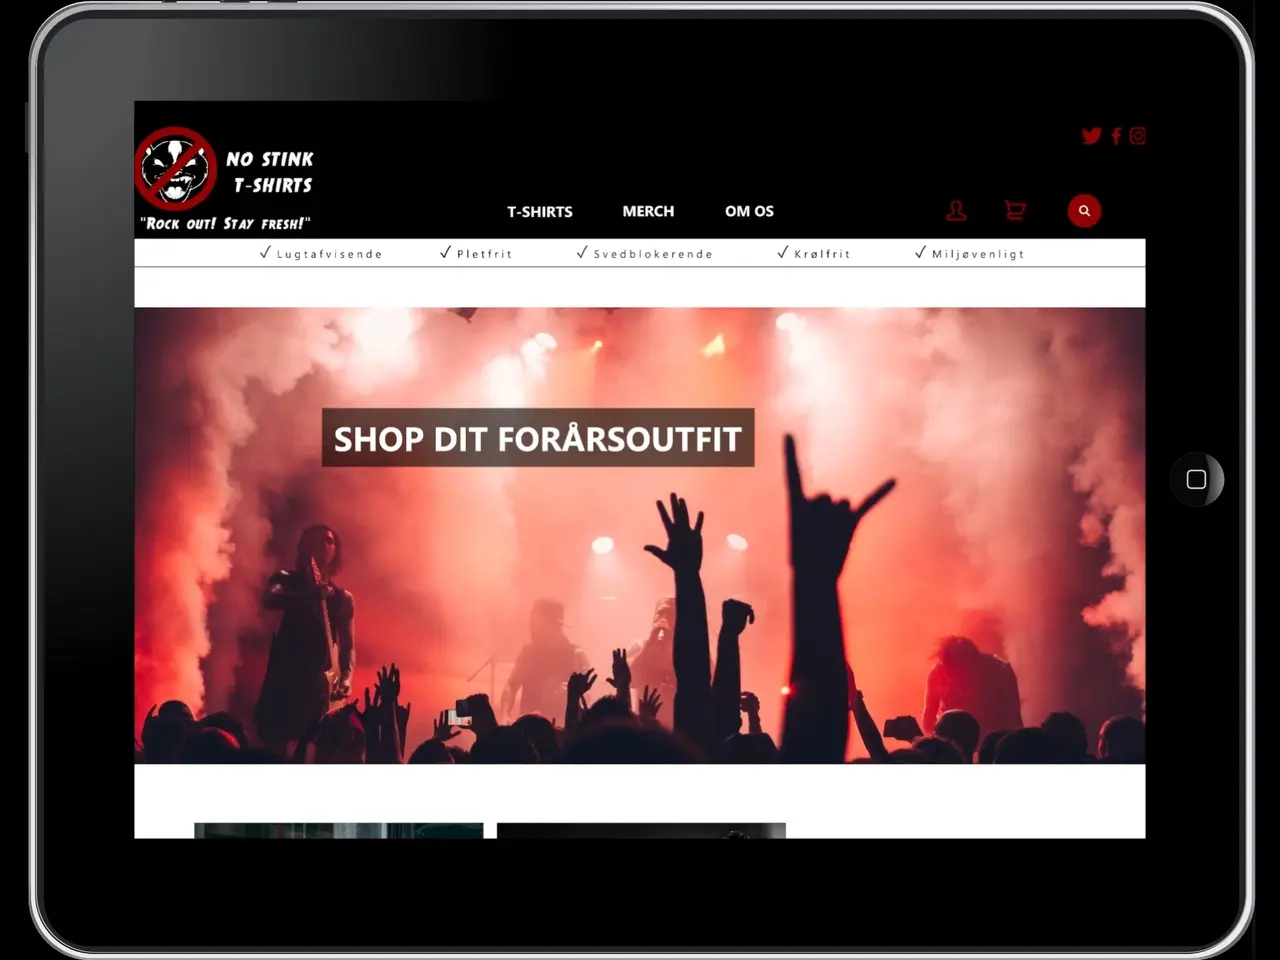 NO STINK
T-SHIRTS
"ROCK OUT! STAY FRESH!"
T-SHIRTS MERCH OM OS
✓ Lugtafvisende ✓ Pletfrit ✓ Svedblokerende ✓ Krølfrit ✓ Miljøvenligt
SHOP DIT FORÅRSOUTFIT